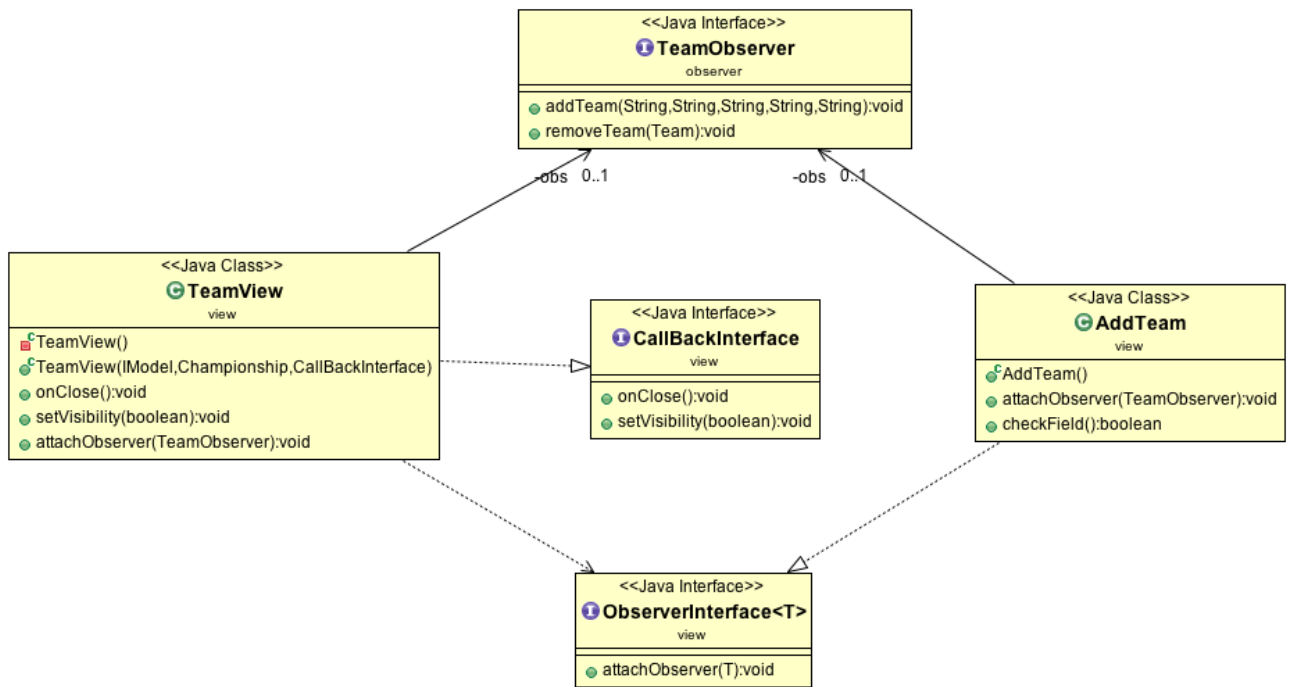 <<Java Interface>>
TeamObserver
observer
addTeam(String,String,String,String,String):void
removeTeam(Team):void
-obs 0..1
-obs 0..1
<<Java Class>>
TeamView
view
TeamView()
TeamView(IModel,Championship,CallBackInterface)
onClose():void
setVisibility(boolean):void
attachObserver(TeamObserver):void
<<Java Interface>>
CallBackInterface
view
onClose():void
setVisibility(boolean):void
<<Java Class>>
AddTeam
view
AddTeam()
attachObserver(TeamObserver):void
checkField():boolean
<<Java Interface>>
ObserverInterface<T>
view
attachObserver(T):void